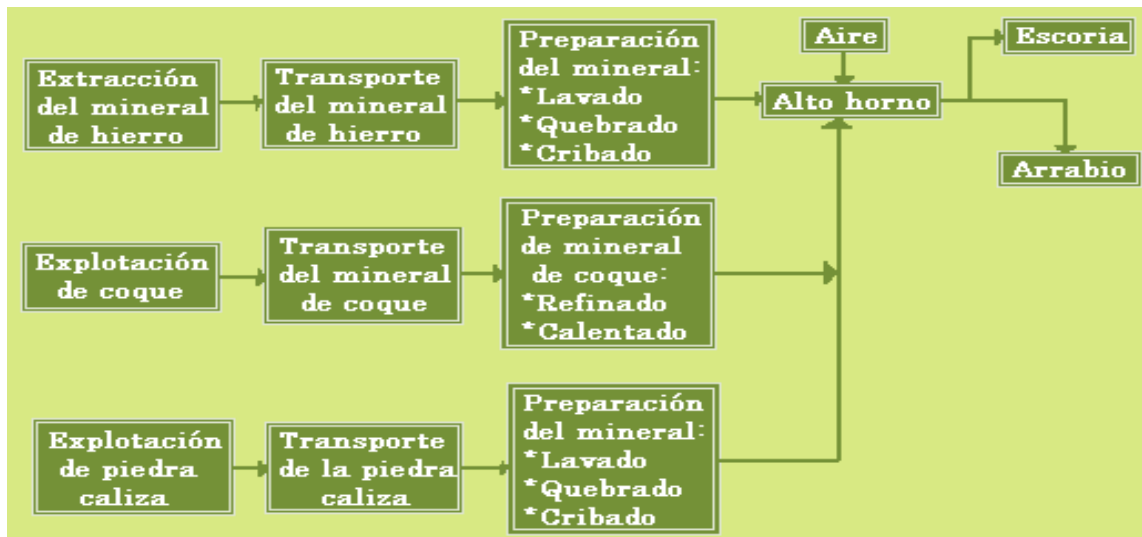 Extracción
del mineral
de hierro
Transporte
del mineral
de hierro
Preparación
del mineral:
*Lavado
*Quebrado
*Cribado
Aire
Alto horno
Escoria
Arrabio
Explotación
de coque
Transporte
del mineral
de coque
Preparación
de mineral
de coque:
*Refinado
*Calentado
Explotación
de piedra
caliza
Transporte
de la piedra
caliza
Preparación
del mineral:
*Lavado
*Quebrado
*Cribado